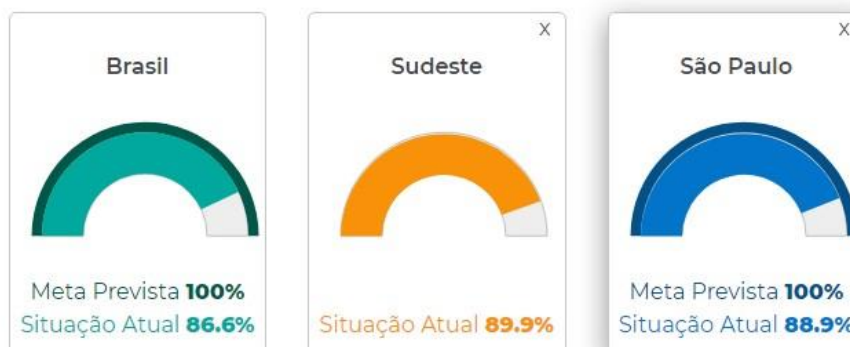 X
X
Brasil
Sudeste
São Paulo
Meta Prevista 100%
Meta Prevista 100%
Situação Atual 86.6%
Situação Atual 89.9%
Situação Atual 88.9%